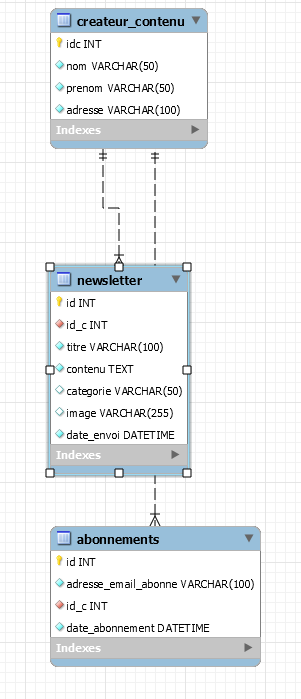 createur_contenu
idc INT
nom VARCHAR(50)
prenom VARCHAR(50)
adresse VARCHAR(100)
Indexes
newsletter
id INT
id_c INT
titre VARCHAR(100)
contenu TEXT
categorie VARCHAR(50)
image VARCHAR(255)
date_envoi DATETIME
Indexes
abonnements
id INT
adresse_email_abonne VARCHAR(100)
id_c INT
date_abonnement DATETIME
Indexes